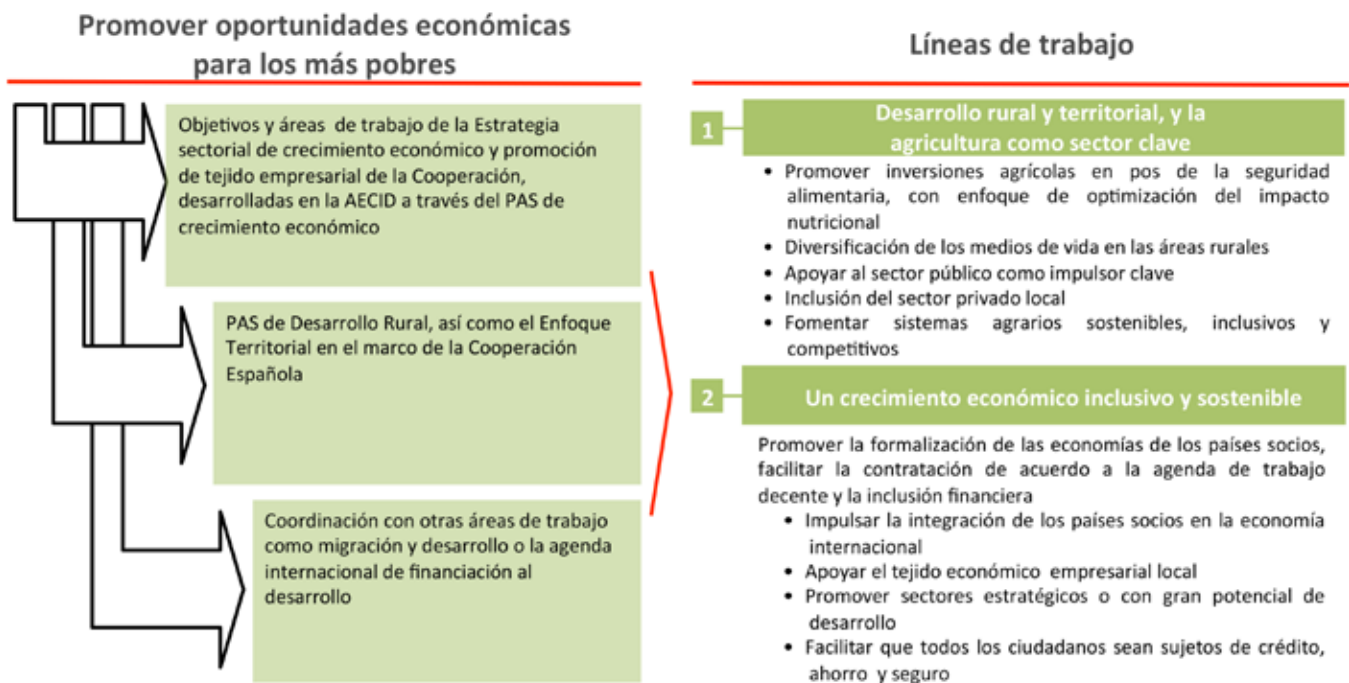 Promover oportunidades económicas
para los más pobres
Objetivos y áreas de trabajo de la Estrategia
sectorial de crecimiento económico y promoción
de tejido empresarial de la Cooperación,
desarrolladas en la AECID a través del PAS de
crecimiento económico
PAS de Desarrollo Rural, así como el Enfoque
Territorial en el marco de la Cooperación
Española
Coordinación con otras áreas de trabajo
como migración y desarrollo o la agenda
internacional de financiación al
desarrollo
Líneas de trabajo
1
Desarrollo rural y territorial, y la
agricultura como sector clave
• Promover inversiones agrícolas en pos de la seguridad
alimentaria, con enfoque de optimización del impacto
nutricional
• Diversificación de los medios de vida en las áreas rurales
• Apoyar al sector público como impulsor clave
• Inclusión del sector privado local
• Fomentar sistemas agrarios sostenibles, inclusivos y
competitivos
2
Un crecimiento económico inclusivo y sostenible
Promover la formalización de las economías de los países socios,
facilitar la contratación de acuerdo a la agenda de trabajo
decente y la inclusión financiera
• Impulsar la integración de los países socios en la economía
internacional
• Apoyar el tejido económico empresarial local
• Promover sectores estratégicos o con gran potencial de
desarrollo
• Facilitar que todos los ciudadanos sean sujetos de crédito,
ahorro y seguro